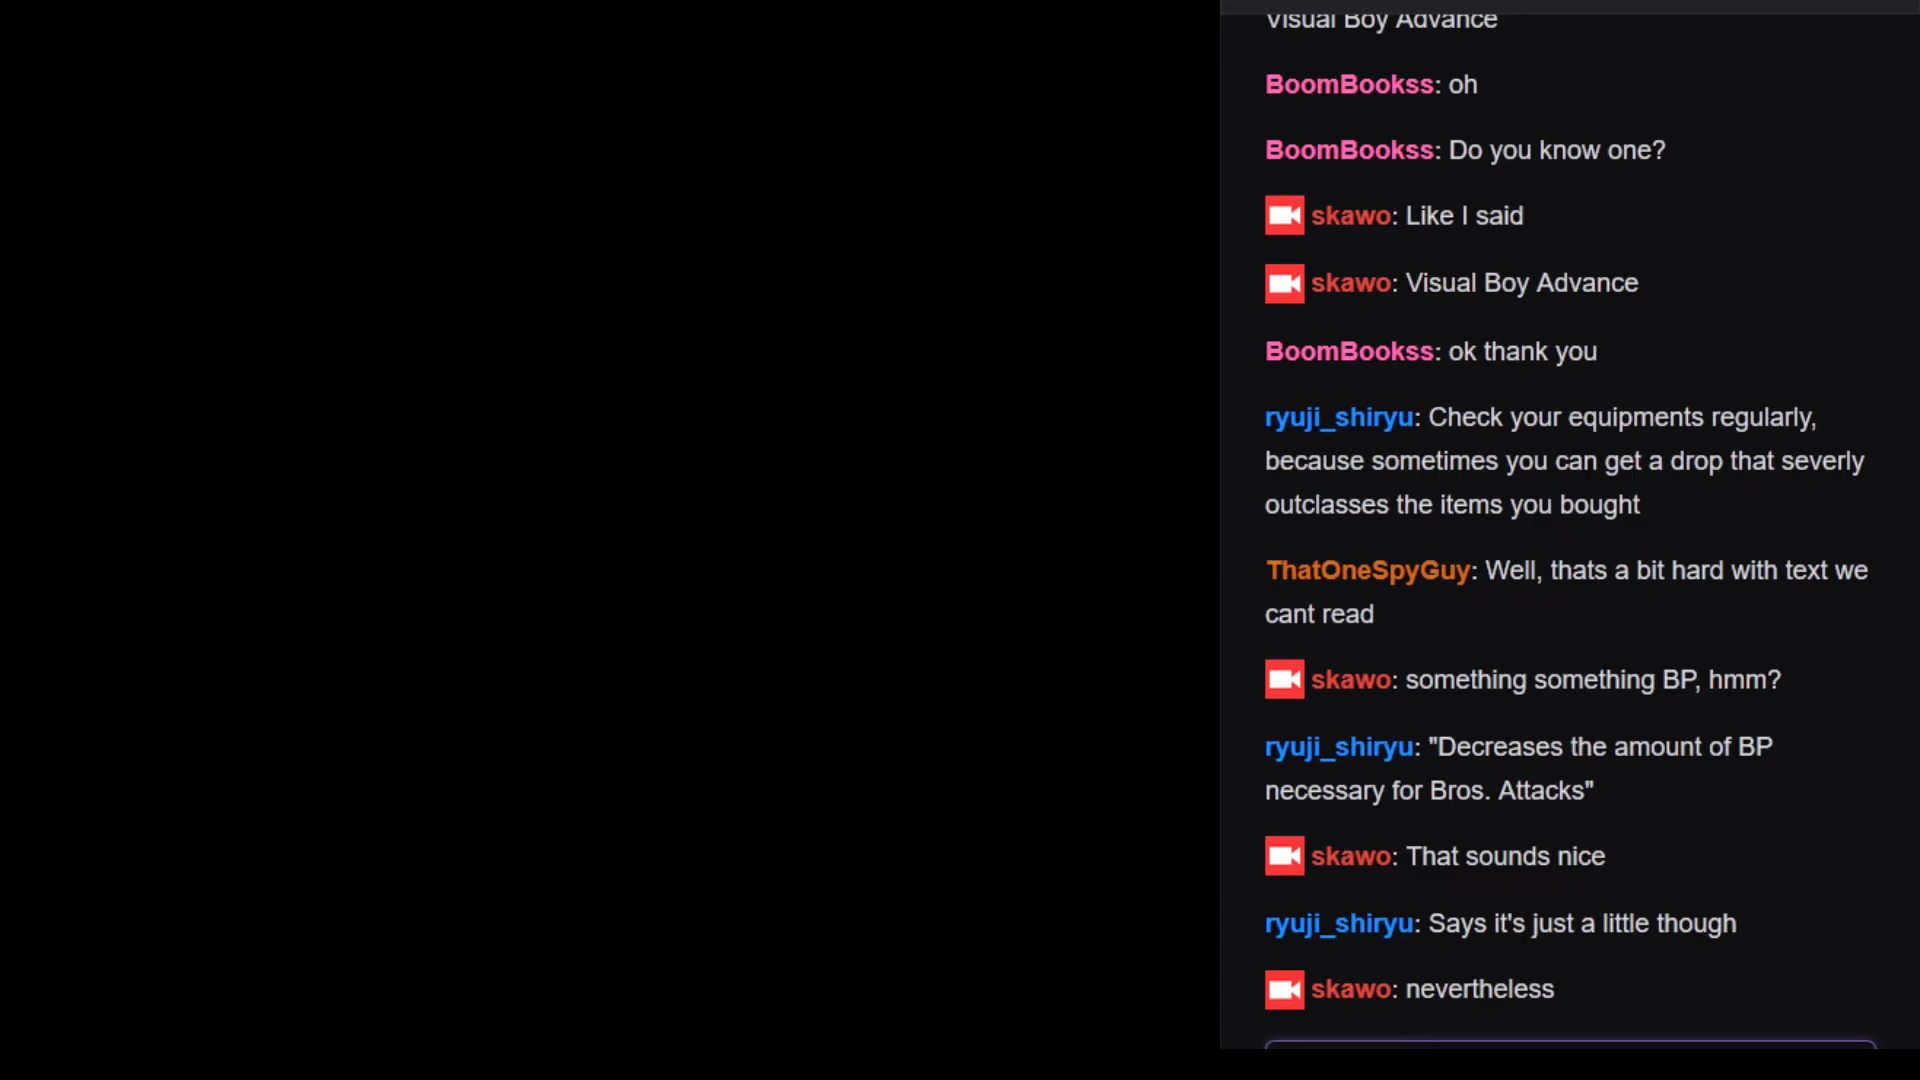 Visual Boy Advance
BoomBookss: oh
BoomBookss: Do you know one?
skawo: Like I said
skawo: Visual Boy Advance
BoomBookss: ok thank you
ryuji_shiryu: Check your equipments regularly,
because sometimes you can get a drop that severly
outclasses the items you bought
ThatOneSpyGuy: Well, thats a bit hard with text we
cant read
skawo: something something BP, hmm?
ryuji_shiryu: "Decreases the amount of BP
necessary for Bros. Attacks"
skawo: That sounds nice
ryuji_shiryu: Says it's just a little though
skawo: nevertheless